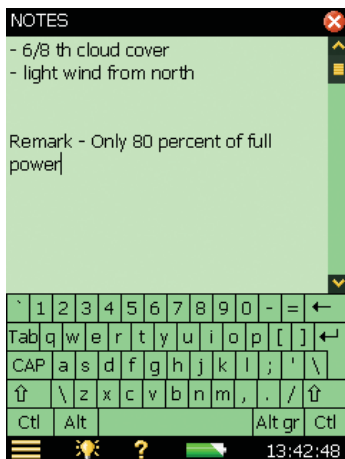 NOTES
- 6/8 th cloud cover
- light wind from north
Remark - Only 80 percent of full
power
` 1 2 3 4 5 6 7 8 9 0 - = ←
Tab q w e r t y u i o p [ ] ↵
CAP a s d f g h j k l ; ' \
⇧ \ z x c v b n m , . / ⇧
Ctl Alt Alt gr Ctl
? 13:42:48